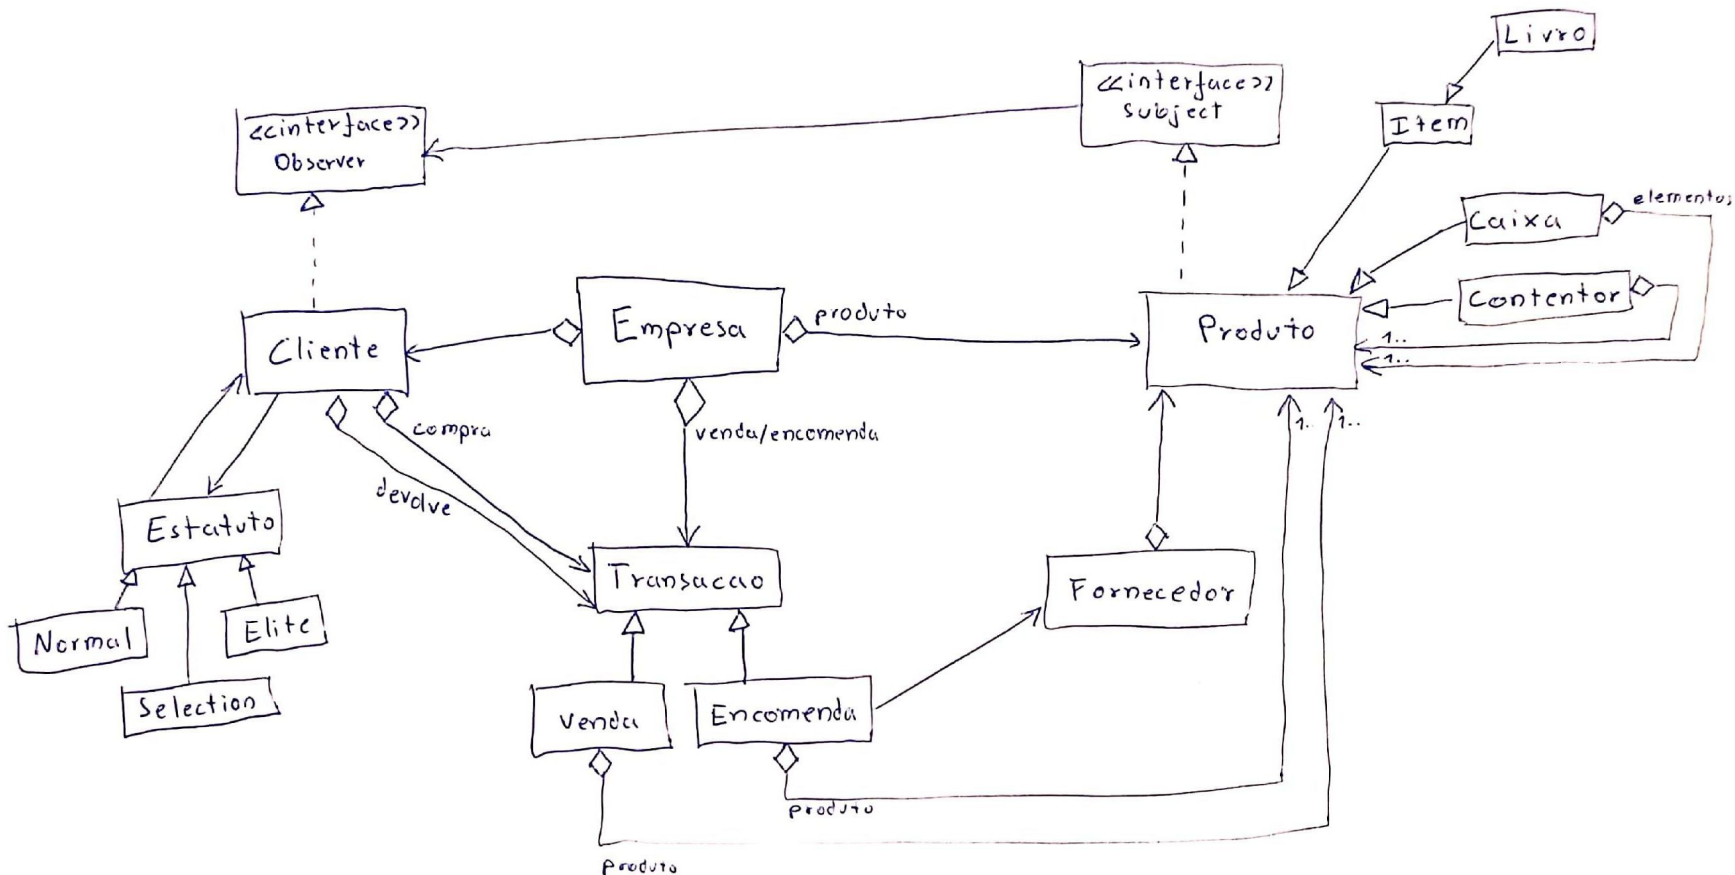 Livro
<<interface>>
Subject
<<interface>>
Observer
Item
elementos
Caixa
Contentor
Empresa
produto
Produto
Cliente
1..
1..
compra
venda/encomenda
1..
1..
devolve
Estatuto
Transacao
Fornecedor
Normal
Elite
Selection
Venda
Encomenda
produto
produto